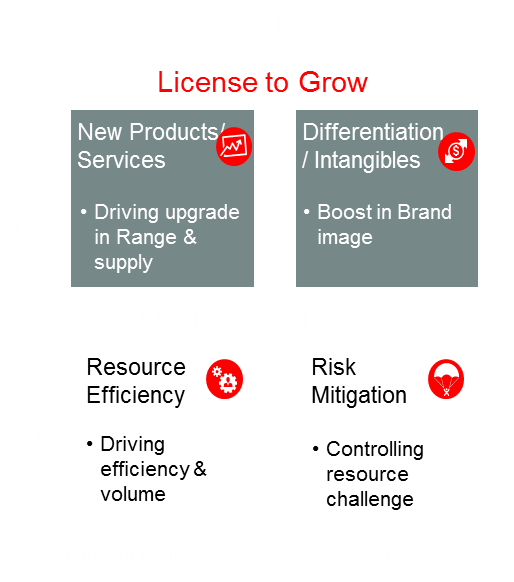 License to Grow
New Products/
Services
• Driving upgrade
in Range &
supply
Differentiation
/ Intangibles
• Boost in Brand
image
Resource
Efficiency
• Driving
efficiency &
volume
Risk
Mitigation
• Controlling
resource
challenge